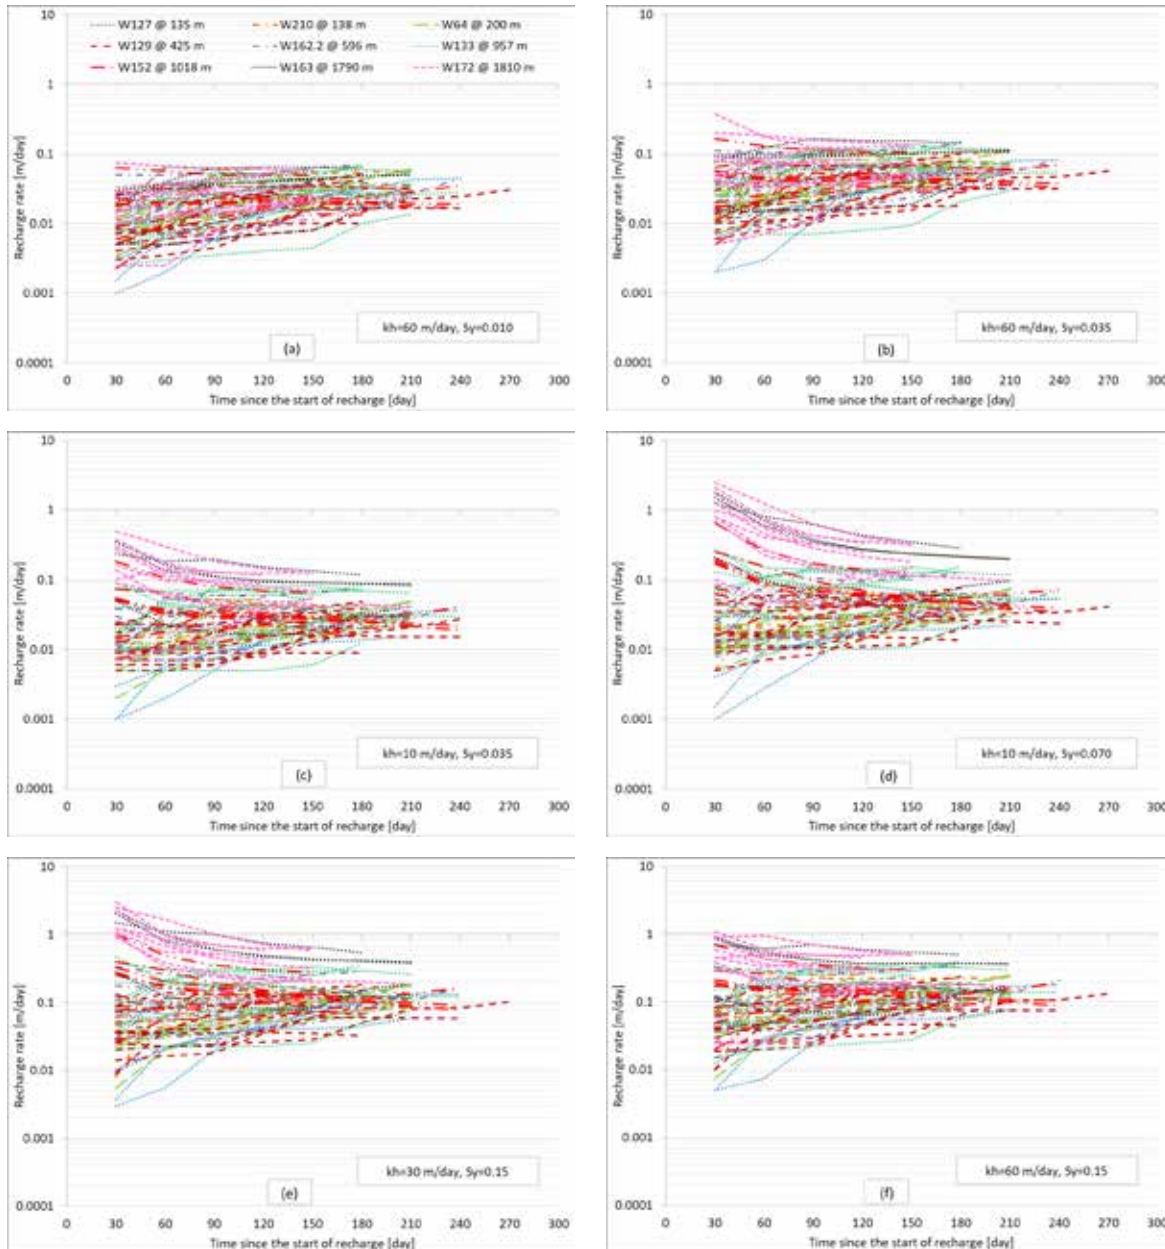 W127 @ 135 m W210 @ 138 m W64 @ 200 m
W129 @ 425 m W162.2 @ 596 m W133 @ 957 m
W152 @ 1018 m W163 @ 1790 m W172 @ 1810 m
Recharge rate [m/day]
1
0.1
0.01
0.001
0.0001
kh=60 m/day, Sy=0.010
(a)
0 30 60 90 120 150 180 210 240 270 300
Time since the start of recharge [day]
Recharge rate [m/day]
10
1
0.1
0.01
0.001
0.0001
kh=60 m/day, Sy=0.035
(b)
0 30 60 90 120 150 180 210 240 270 300
Time since the start of recharge [day]
Recharge rate [m/day]
10
1
0.1
0.01
0.001
0.0001
kh=10 m/day, Sy=0.035
(c)
0 30 60 90 120 150 180 210 240 270 300
Time since the start of recharge [day]
Recharge rate [m/day]
10
1
0.1
0.01
0.001
0.0001
kh=10 m/day, Sy=0.070
(d)
0 30 60 90 120 150 180 210 240 270 300
Time since the start of recharge [day]
Recharge rate [m/day]
10
1
0.1
0.01
0.001
0.0001
kh=30 m/day, Sy=0.15
(e)
0 30 60 90 120 150 180 210 240 270 300
Time since the start of recharge [day]
Recharge rate [m/day]
10
1
0.1
0.01
0.001
0.0001
kh=60 m/day, Sy=0.15
(f)
0 30 60 90 120 150 180 210 240 270 300
Time since the start of recharge [day]